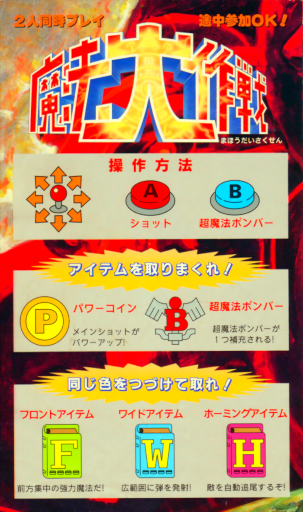 2人同時プレイ
途中参加OK!
魔法大作戦
まほうだいさくせん
操作方法
A
B
ショット
超魔法ボンバー
アイテムを取りまくれ!
P
パワーコイン
メインショットが
パワーアップ!
B
超魔法ボンバー
超魔法ボンバーが
1つ補充される!
同じ色をつづけて取れ!
フロントアイテム
ワイドアイテム
ホーミングアイテム
F
W
H
前方集中の強力魔法だ!
広範囲に弾を発射!
敵を自動追尾するぞ!